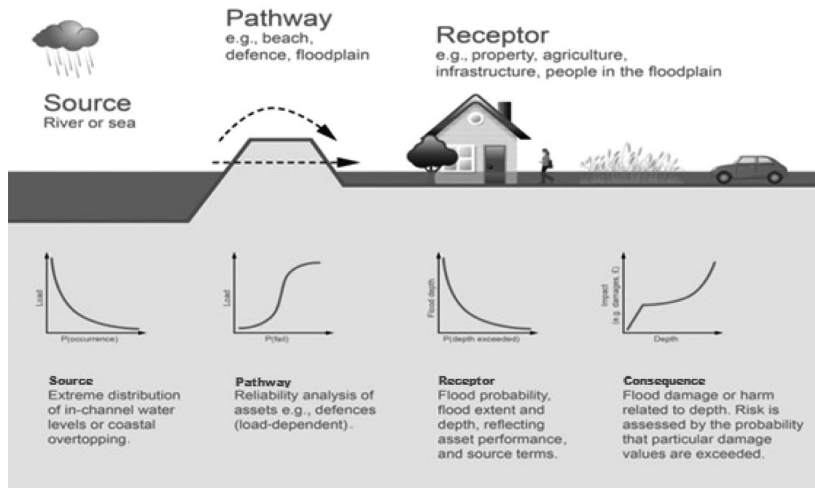 Pathway
e.g., beach,
defence, floodplain
Receptor
e.g., property, agriculture,
infrastructure, people in the floodplain
Source
River or sea
Load
P(occurrence)
Load
P(fail)
Flood depth
P(depth exceeded)
Impact
(e.g. damages, £)
Depth
Source
Extreme distribution
of in-channel water
levels or coastal
overtopping.
Pathway
Reliability analysis of
assets e.g., defences
(load-dependent).
Receptor
Flood probability,
flood extent and
depth, reflecting
asset performance,
and source terms.
Consequence
Flood damage or harm
related to depth. Risk is
assessed by the probability
that particular damage
values are exceeded.